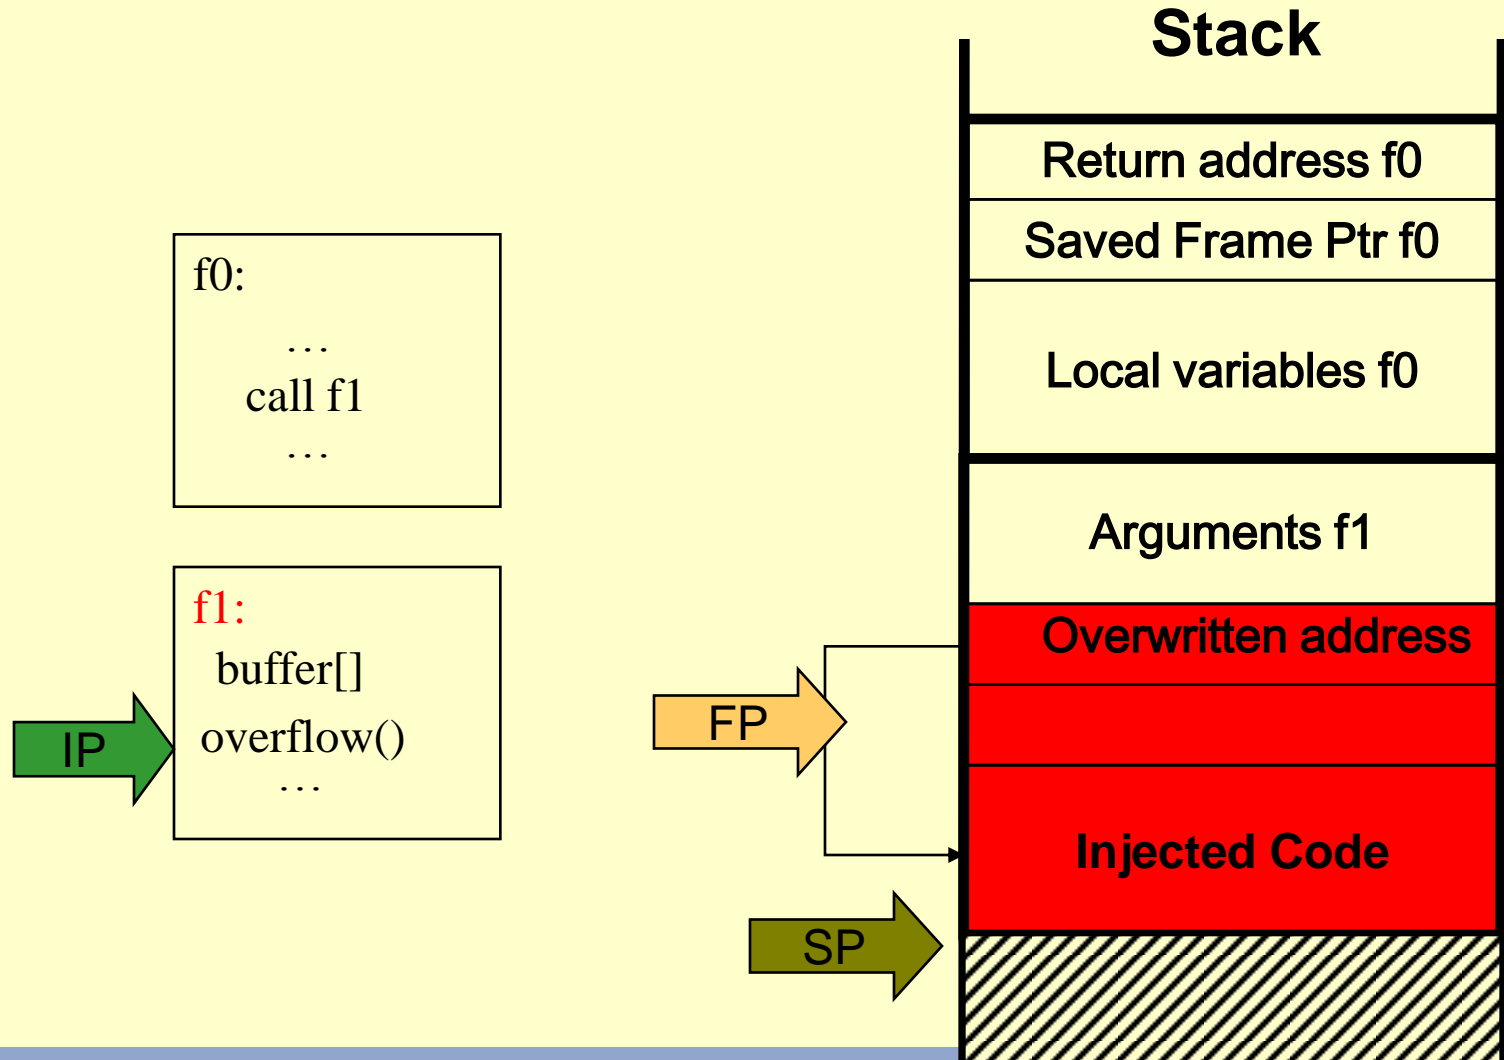 Stack
Return address f0
Saved Frame Ptr f0
Local variables f0
Arguments f1
Overwritten address
Injected Code
f0:
…
call f1
…
f1:
buffer[]
overflow()
…
IP
FP
SP